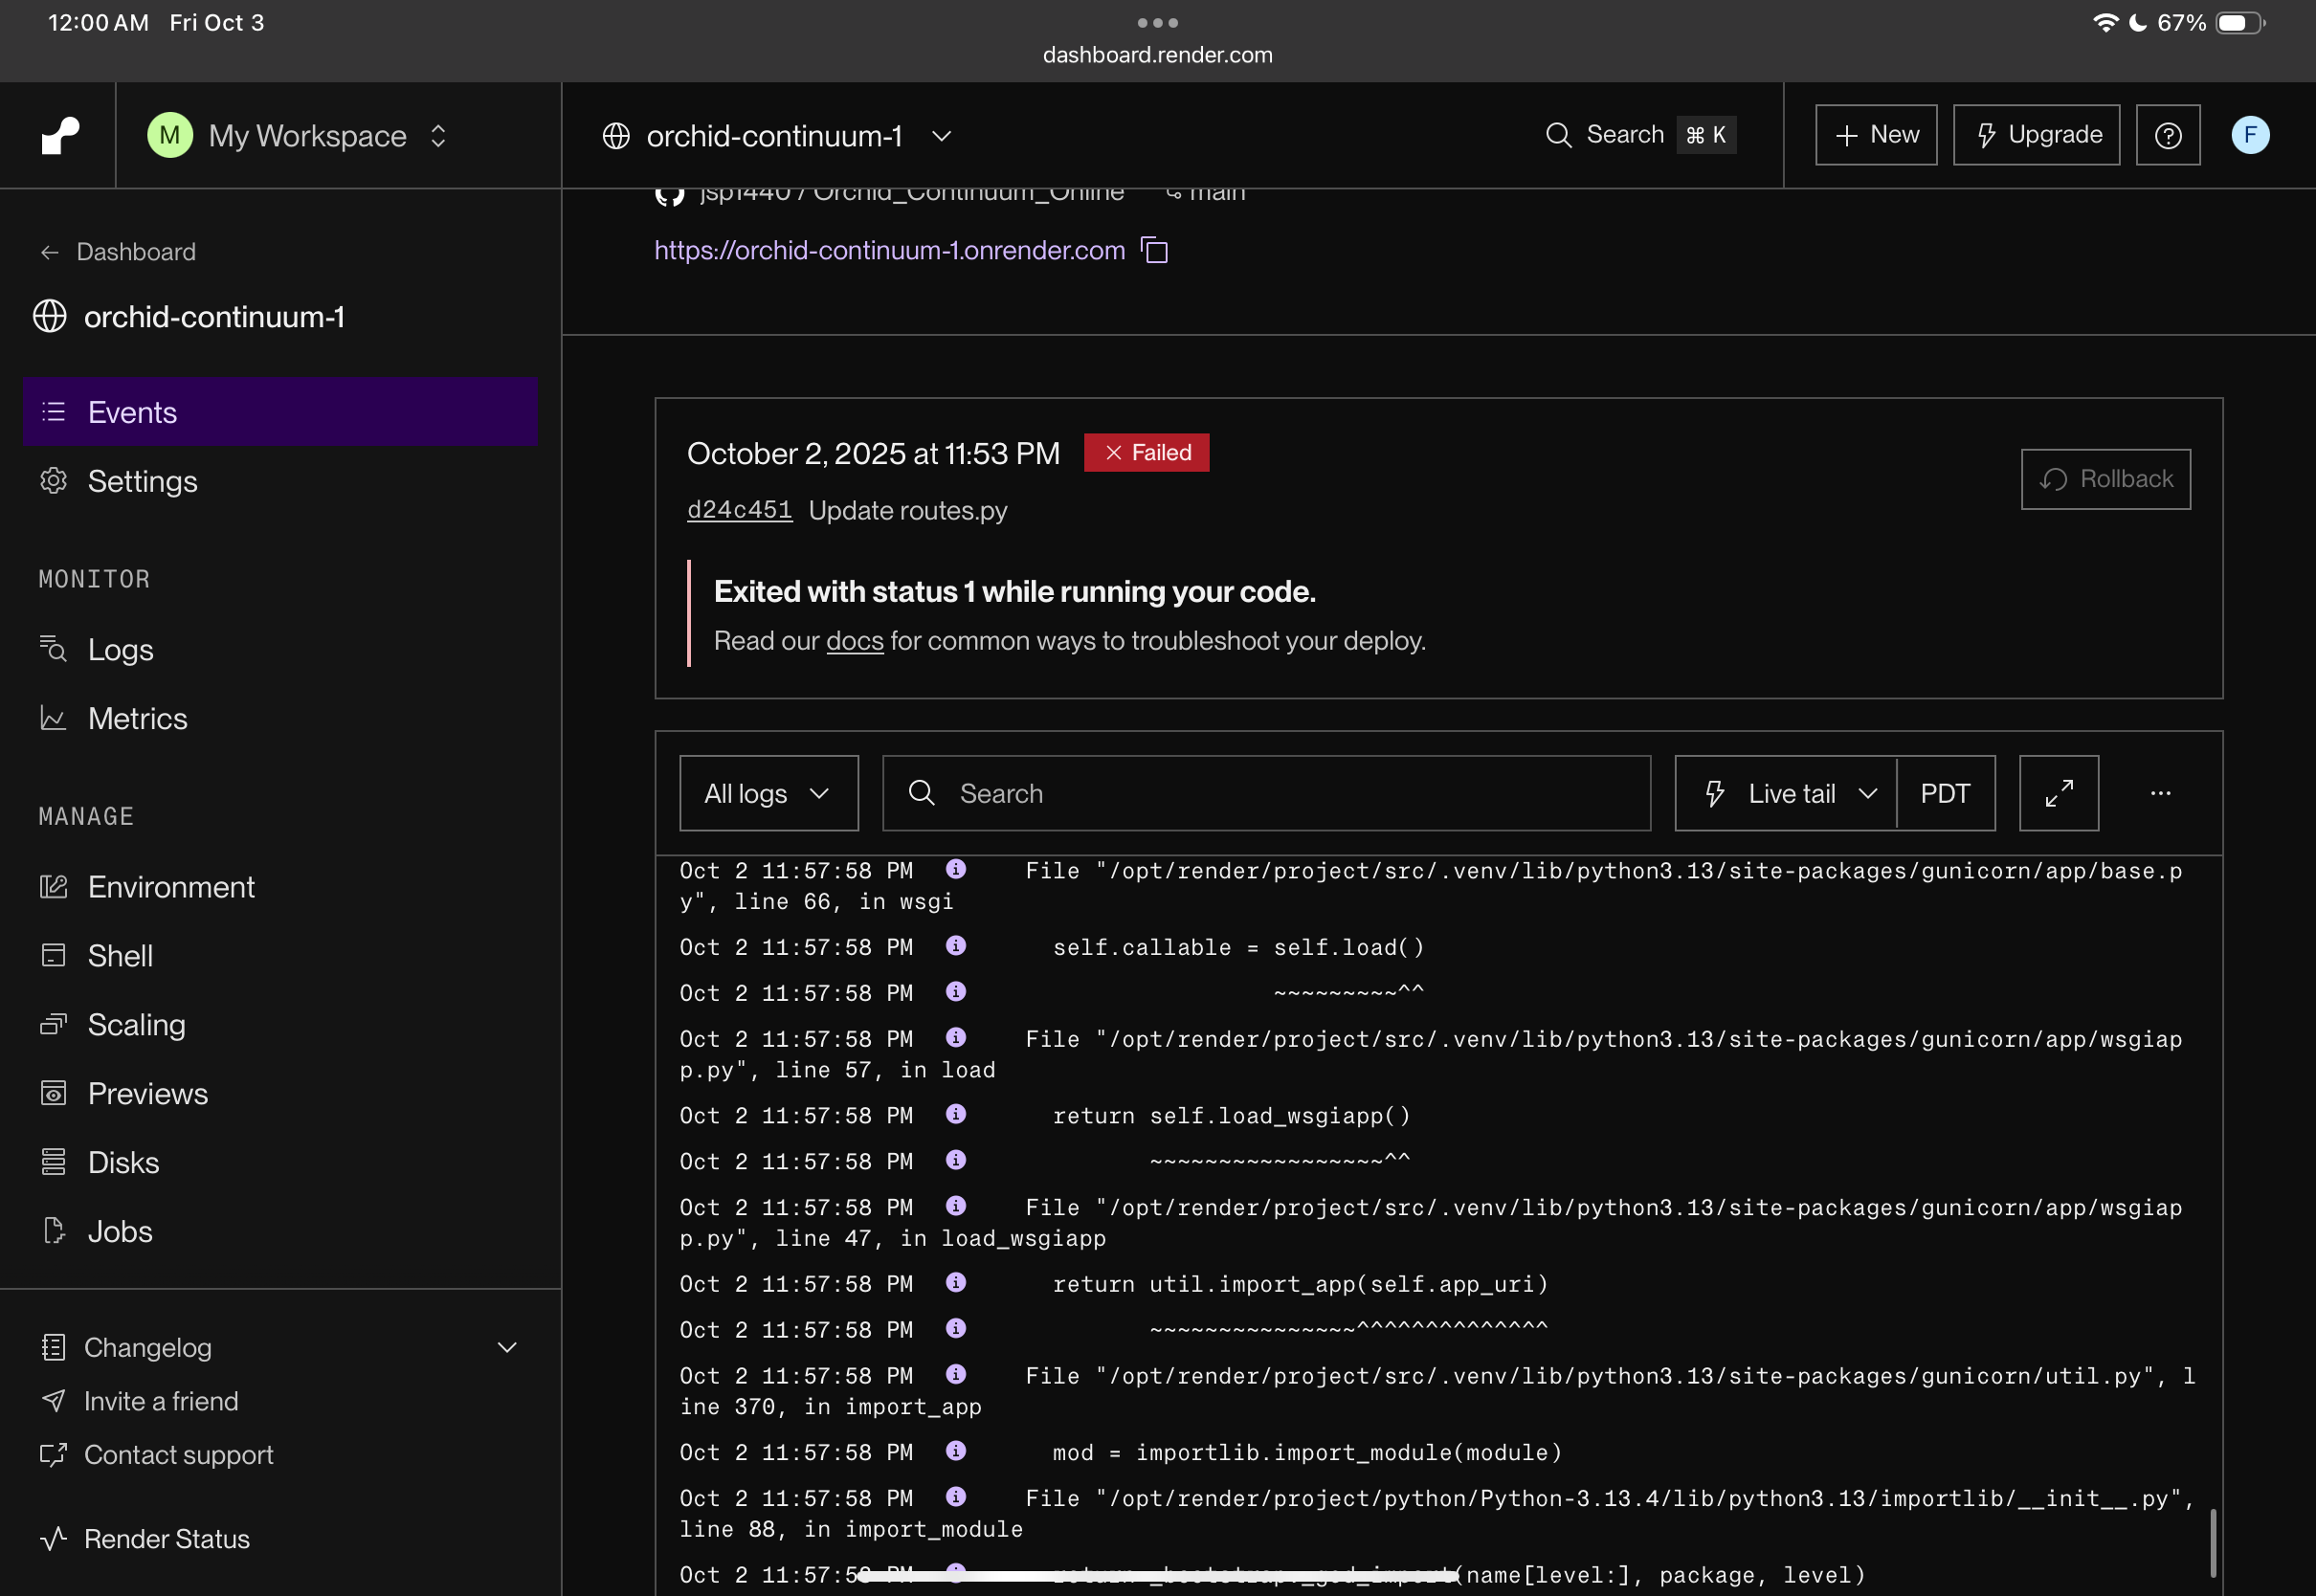 12:00 AM Fri Oct 3
67%
dashboard.render.com
M My Workspace
orchid-continuum-1
Search ⌘ K
+ New
Upgrade
F
jsp1440 / Orchid_Continuum_Online main
https://orchid-continuum-1.onrender.com
← Dashboard
orchid-continuum-1
Events
Settings
MONITOR
Logs
Metrics
MANAGE
Environment
Shell
Scaling
Previews
Disks
Jobs
Changelog
Invite a friend
Contact support
Render Status
October 2, 2025 at 11:53 PM × Failed
Rollback
d24c451 Update routes.py
Exited with status 1 while running your code.
Read our docs for common ways to troubleshoot your deploy.
All logs
Search
Live tail
PDT
...
Oct 2 11:57:58 PM File "/opt/render/project/src/.venv/lib/python3.13/site-packages/gunicorn/app/base.p
y", line 66, in wsgi
Oct 2 11:57:58 PM self.callable = self.load()
Oct 2 11:57:58 PM ~~~~~~~~~^^
Oct 2 11:57:58 PM File "/opt/render/project/src/.venv/lib/python3.13/site-packages/gunicorn/app/wsgiap
p.py", line 57, in load
Oct 2 11:57:58 PM return self.load_wsgiapp()
Oct 2 11:57:58 PM ~~~~~~~~~~~~~~~~~^^
Oct 2 11:57:58 PM File "/opt/render/project/src/.venv/lib/python3.13/site-packages/gunicorn/app/wsgiap
p.py", line 47, in load_wsgiapp
Oct 2 11:57:58 PM return util.import_app(self.app_uri)
Oct 2 11:57:58 PM ~~~~~~~~~~~~~~~^^^^^^^^^^^^^^
Oct 2 11:57:58 PM File "/opt/render/project/src/.venv/lib/python3.13/site-packages/gunicorn/util.py", l
ine 370, in import_app
Oct 2 11:57:58 PM mod = importlib.import_module(module)
Oct 2 11:57:58 PM File "/opt/render/project/python/Python-3.13.4/lib/python3.13/importlib/__init__.py",
line 88, in import_module
Oct 2 11:57:58 PM return _bootstrap._gcd_import(name[level:], package, level)